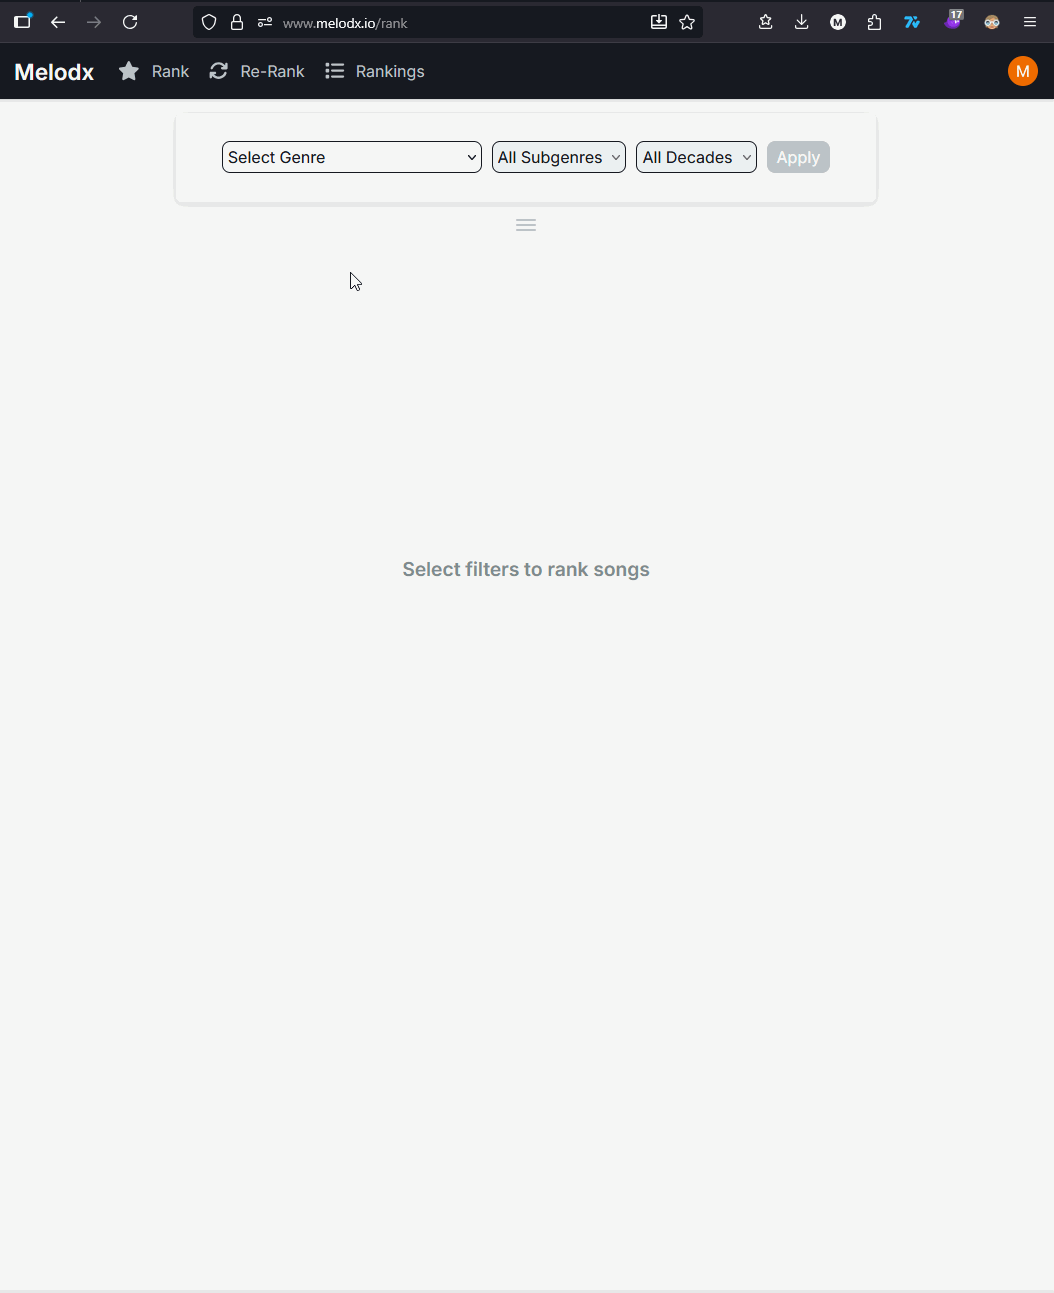 www.melodx.io/rank
17
Melodx Rank Re-Rank Rankings M
Select Genre All Subgenres All Decades Apply
Select filters to rank songs